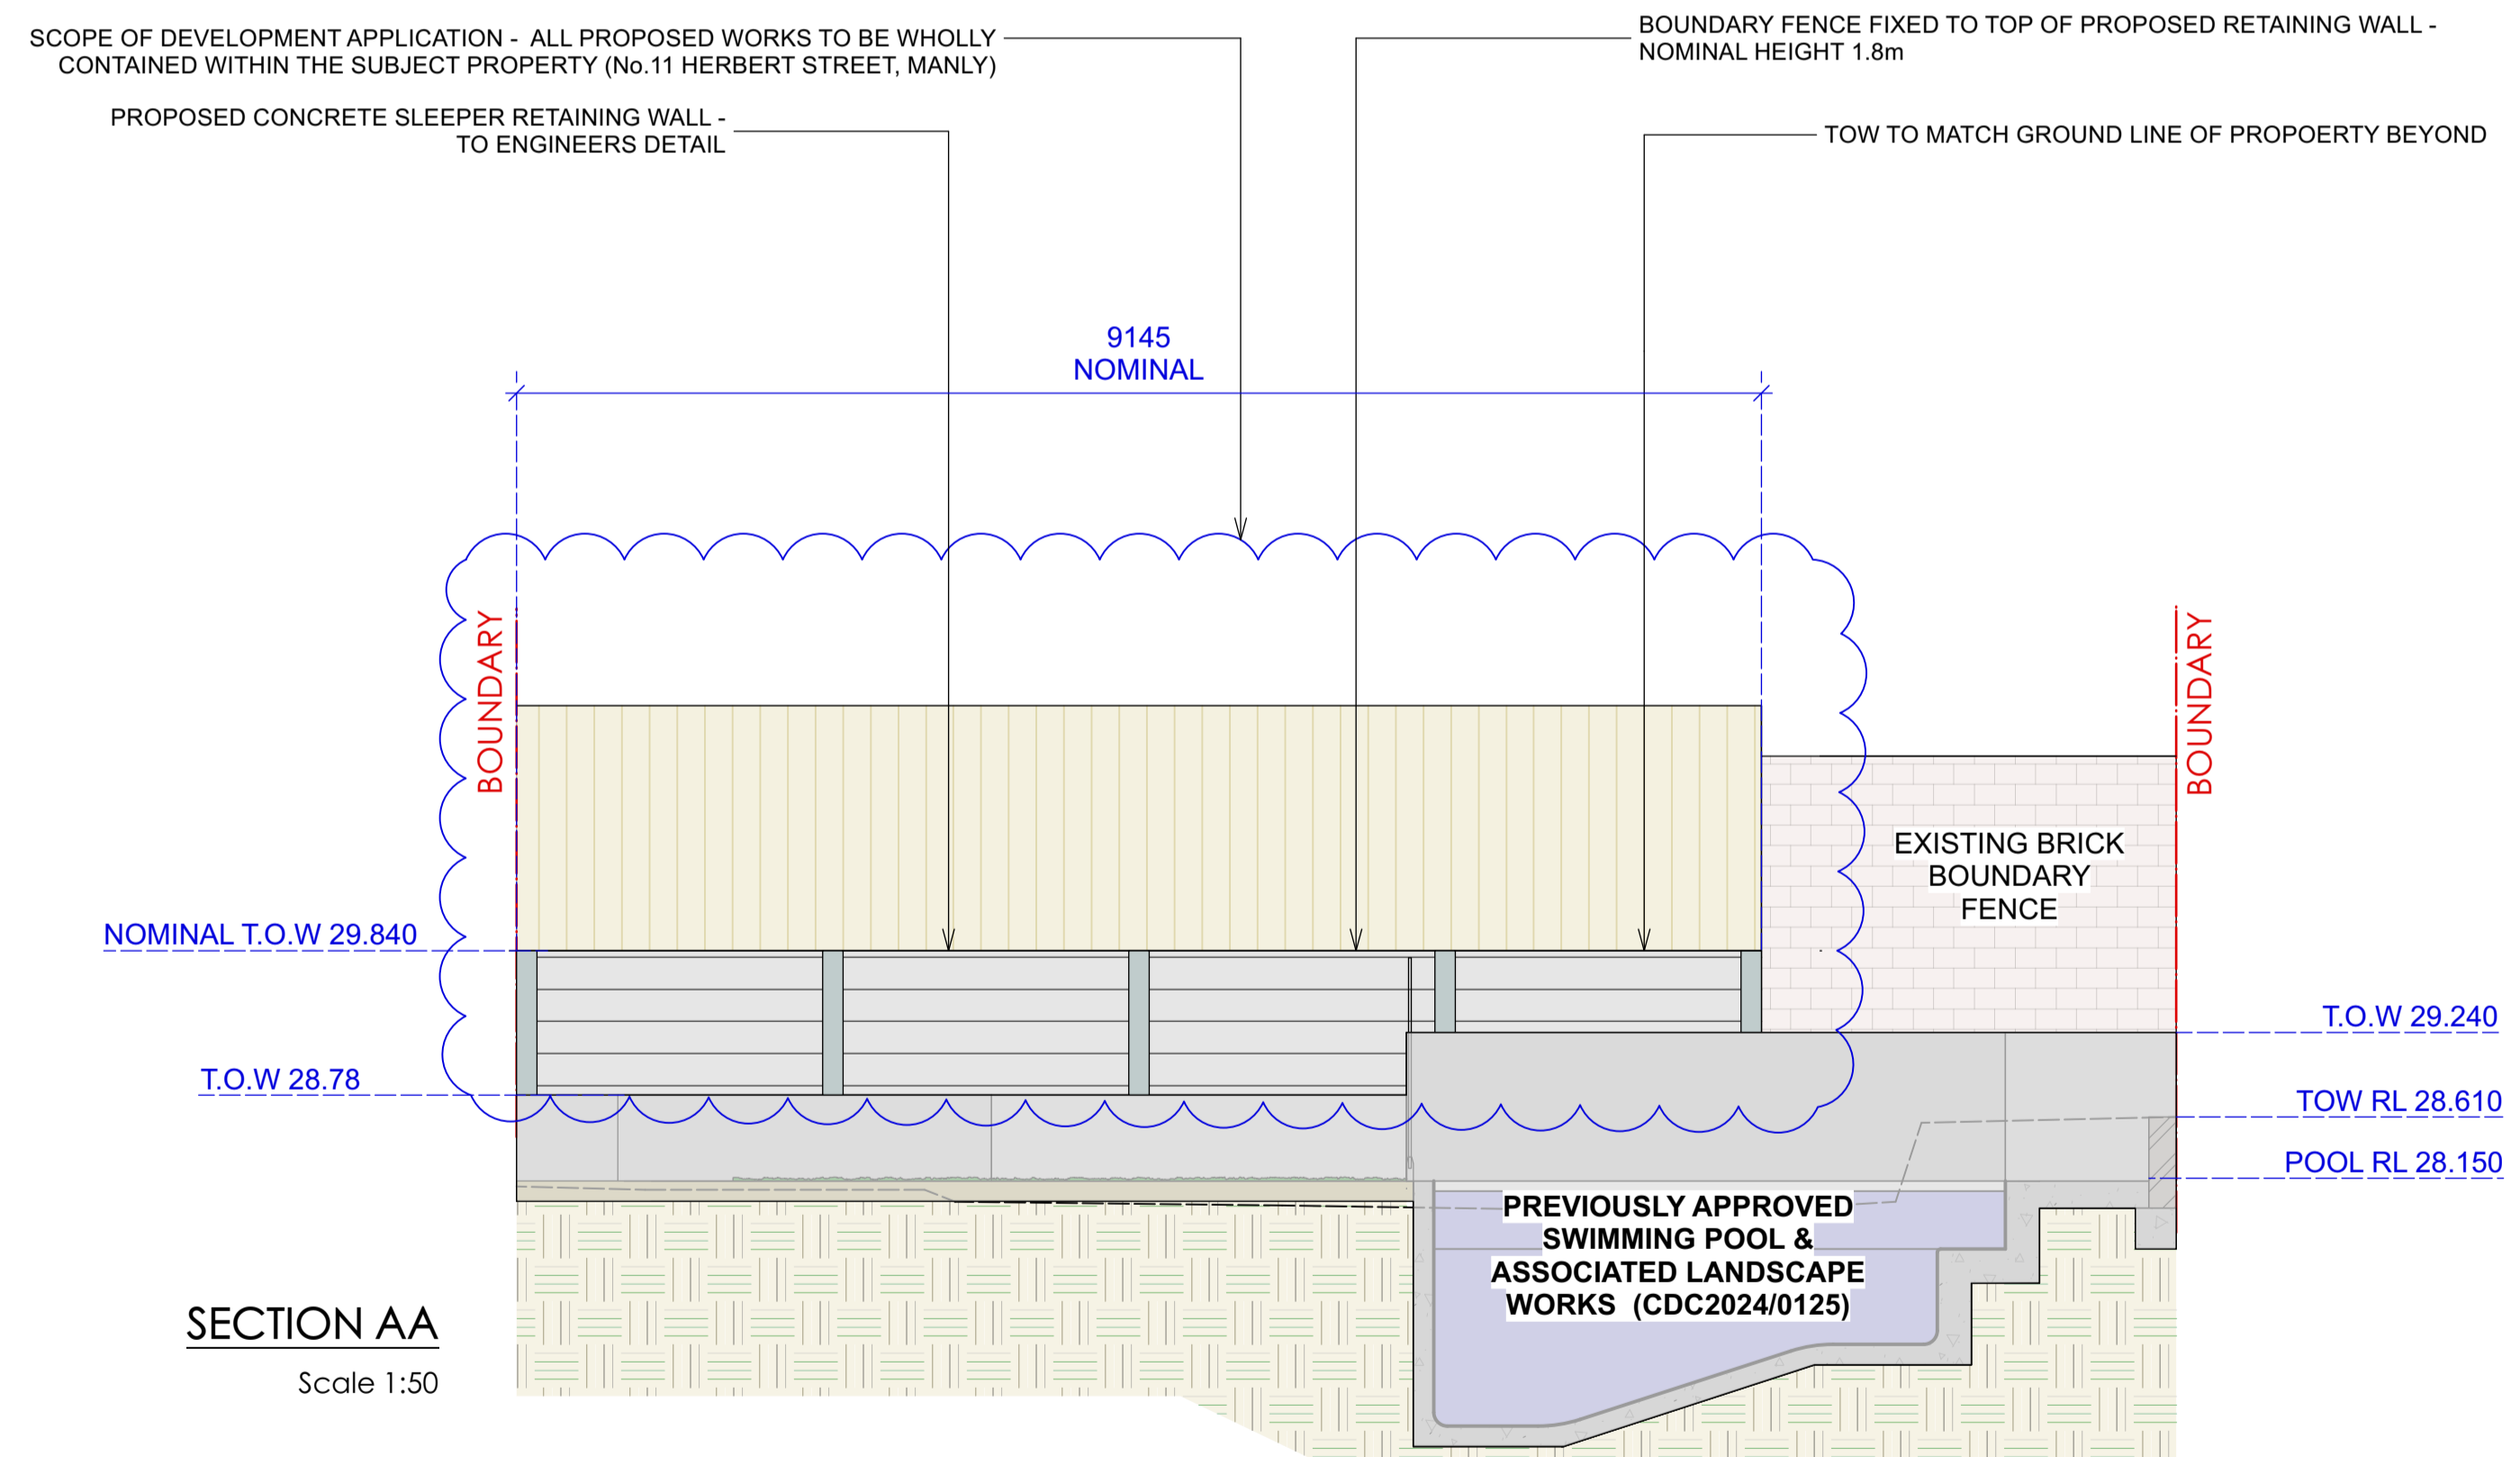 SCOPE OF DEVELOPMENT APPLICATION - ALL PROPOSED WORKS TO BE WHOLLY
CONTAINED WITHIN THE SUBJECT PROPERTY (No.11 HERBERT STREET, MANLY)
BOUNDARY FENCE FIXED TO TOP OF PROPOSED RETAINING WALL -
NOMINAL HEIGHT 1.8m
PROPOSED CONCRETE SLEEPER RETAINING WALL -
TO ENGINEERS DETAIL
TOW TO MATCH GROUND LINE OF PROPOERTY BEYOND
9145
NOMINAL
BOUNDARY
BOUNDARY
EXISTING BRICK
BOUNDARY
FENCE
NOMINAL T.O.W 29.840
T.O.W 29.240
T.O.W 28.78
TOW RL 28.610
POOL RL 28.150
PREVIOUSLY APPROVED
SWIMMING POOL &
ASSOCIATED LANDSCAPE
WORKS (CDC2024/0125)
SECTION AA
Scale 1:50